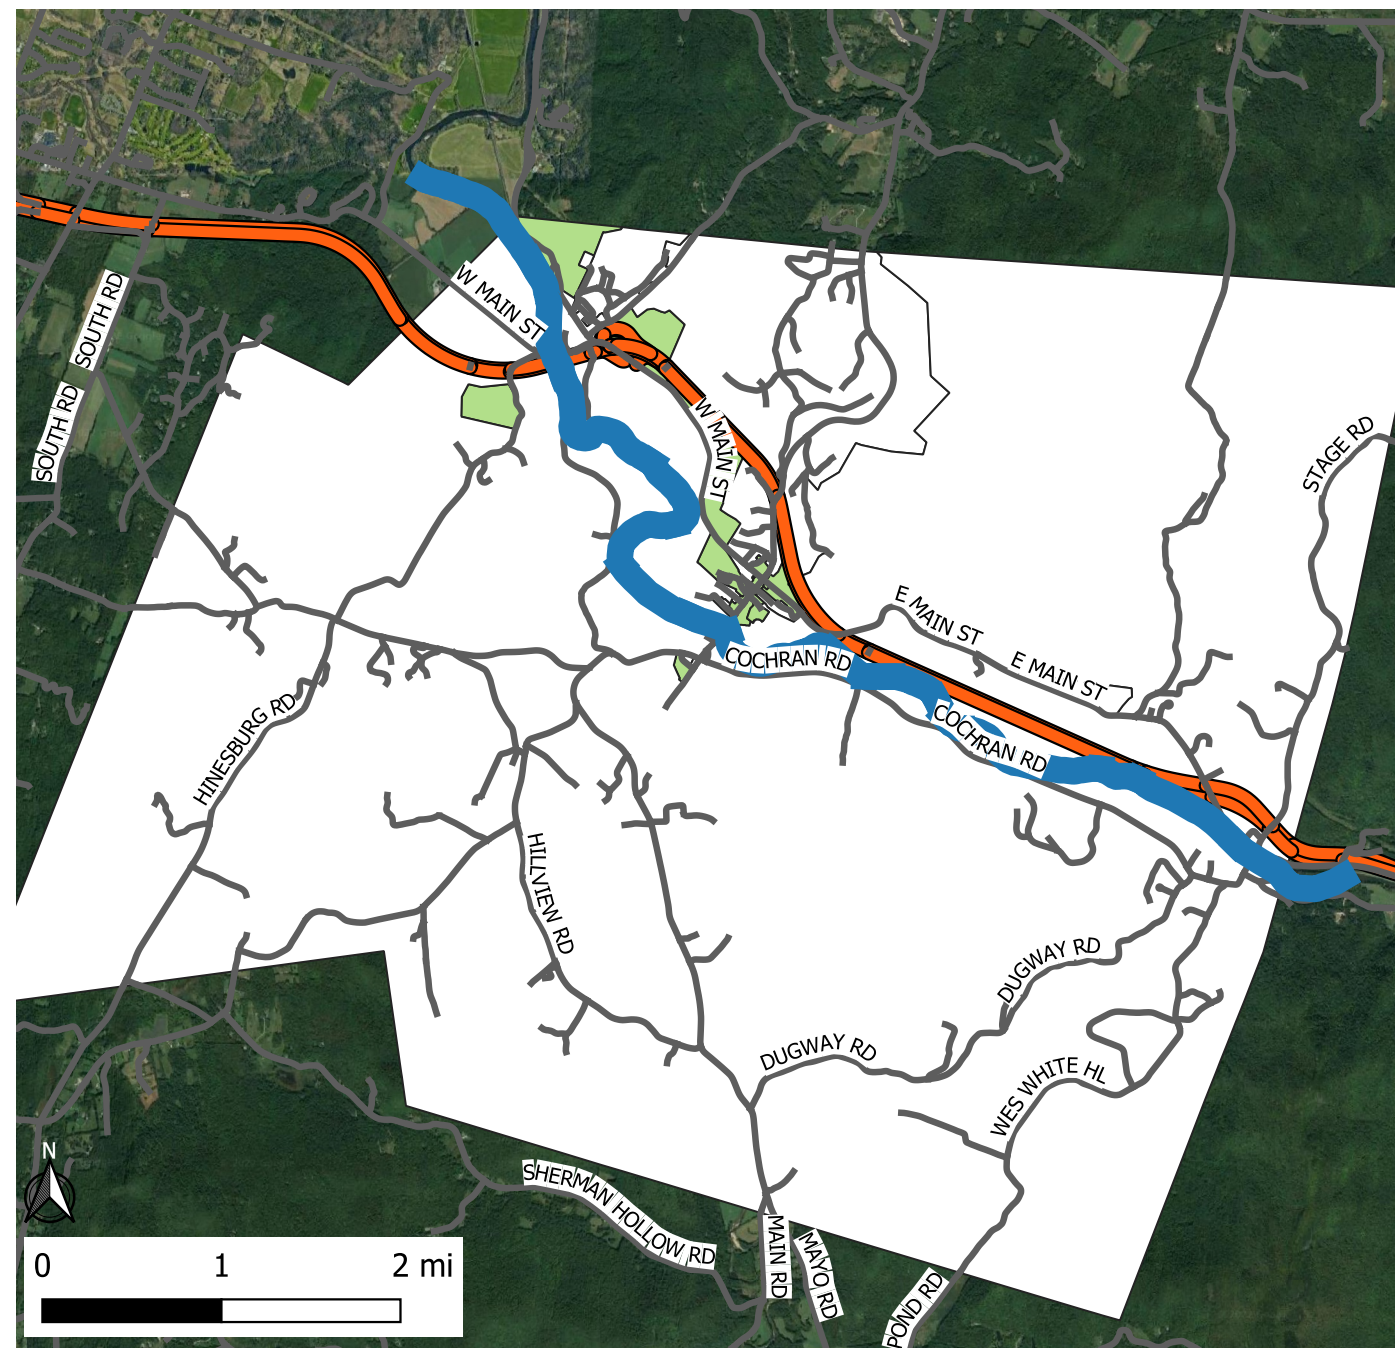 W MAIN ST
SOUTH RD
SOUTH RD
W MAIN ST
STAGE RD
E MAIN ST
E MAIN ST
COCHRAN RD
COCHRAN RD
HINESBURG RD
HILLVIEW RD
DUGWAY RD
DUGWAY RD
WES WHITE HL
N
SHERMAN HOLLOW RD
MAIN RD
MAYO RD
POND RD
0 1 2 mi